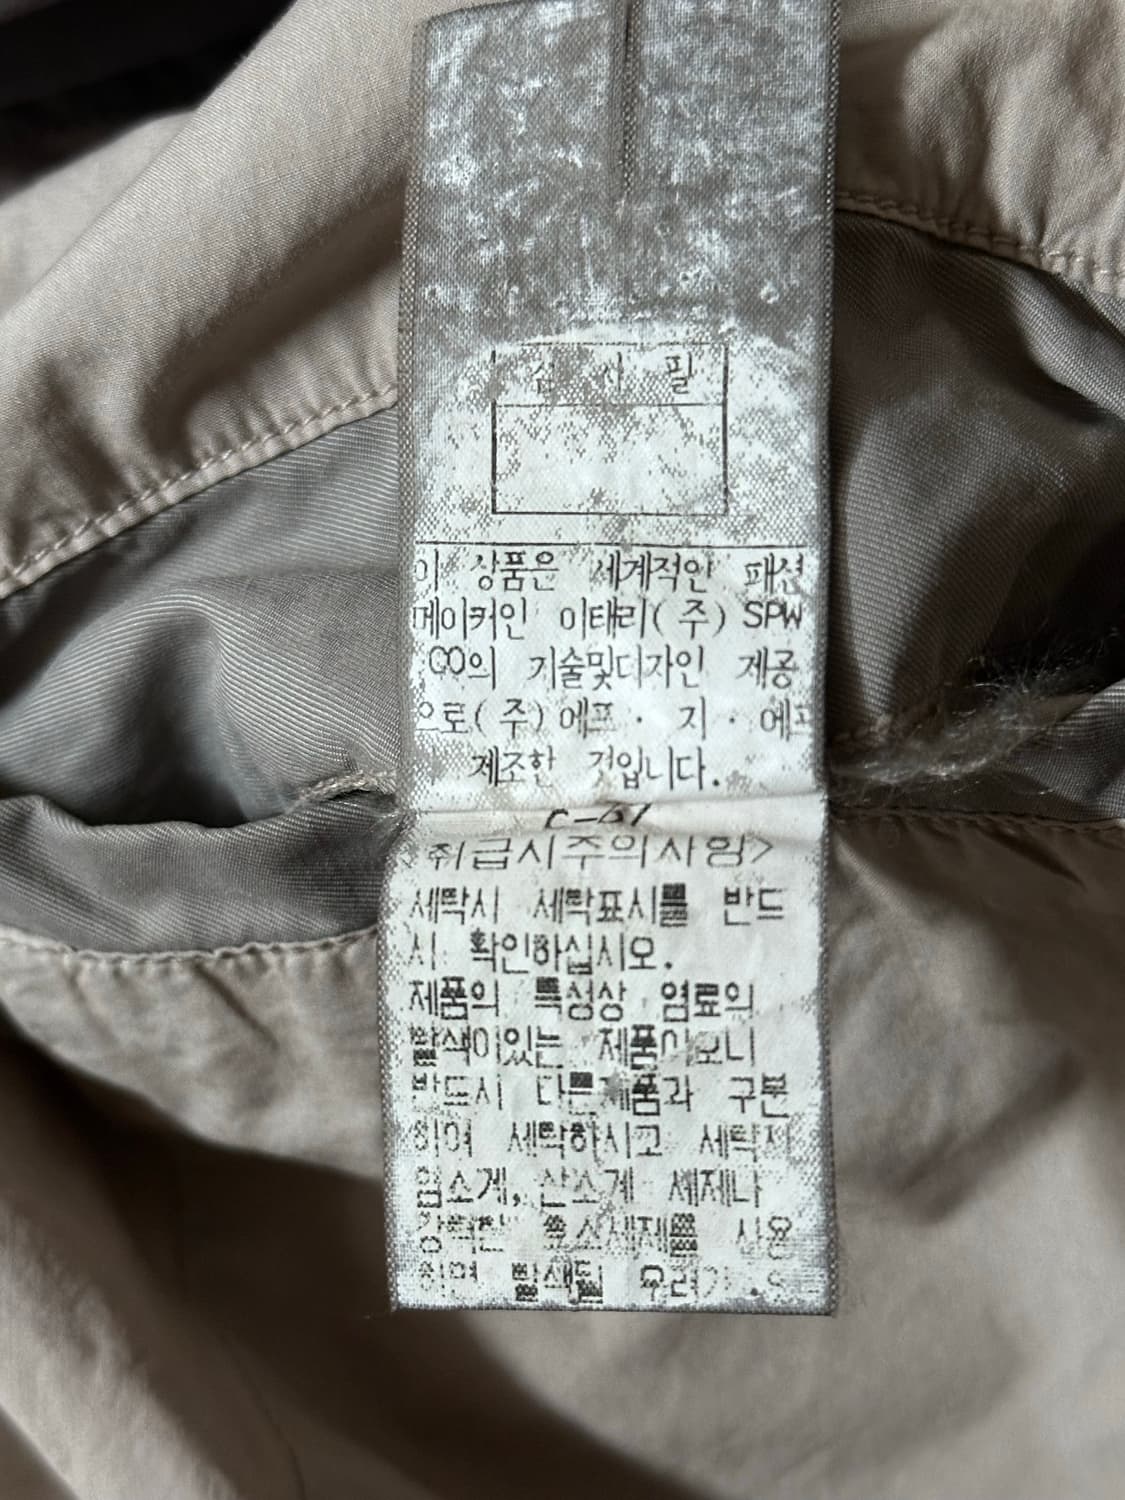 검 사 필
이 상품은 세계적인 패션
메이커인 이태리(주) SPW
CO의 기술및디자인 제공
으로(주)에프·지·에프
제조한 것입니다.
취급시주의사항>
세탁시 세탁표시를 반드
시 확인하십시오.
제품의 특성상 염료의
탈색이있는 제품이오니
반드시 다른제품과 구분
하여 세탁하시고 세탁시
염소계, 산소계 세제나
강력한 효소세제를 사용
하면 탈색될 우려가